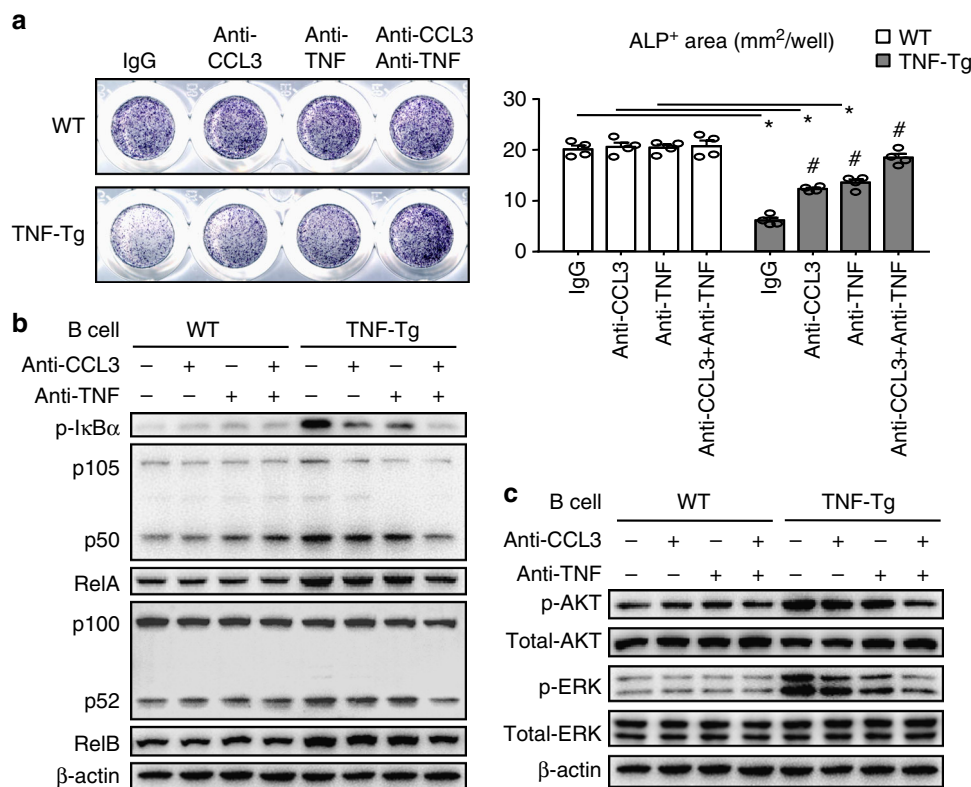 a
IgG
Anti-
CCL3
Anti-
TNF
Anti-CCL3
Anti-TNF
WT
TNF-Tg
ALP+ area (mm2/well)
WT
TNF-Tg
30
20
10
0
*
*
*
#
#
#
IgG
Anti-CCL3
Anti-TNF
Anti-CCL3+Anti-TNF
IgG
Anti-CCL3
Anti-TNF
Anti-CCL3+Anti-TNF
b
B cell WT TNF-Tg
Anti-CCL3 – + – + – + – +
Anti-TNF – – + + – – + +
p-IκBα
p105
p50
RelA
p100
p52
RelB
β-actin
c
B cell WT TNF-Tg
Anti-CCL3 – + – + – + – +
Anti-TNF – – + + – – + +
p-AKT
Total-AKT
p-ERK
Total-ERK
β-actin